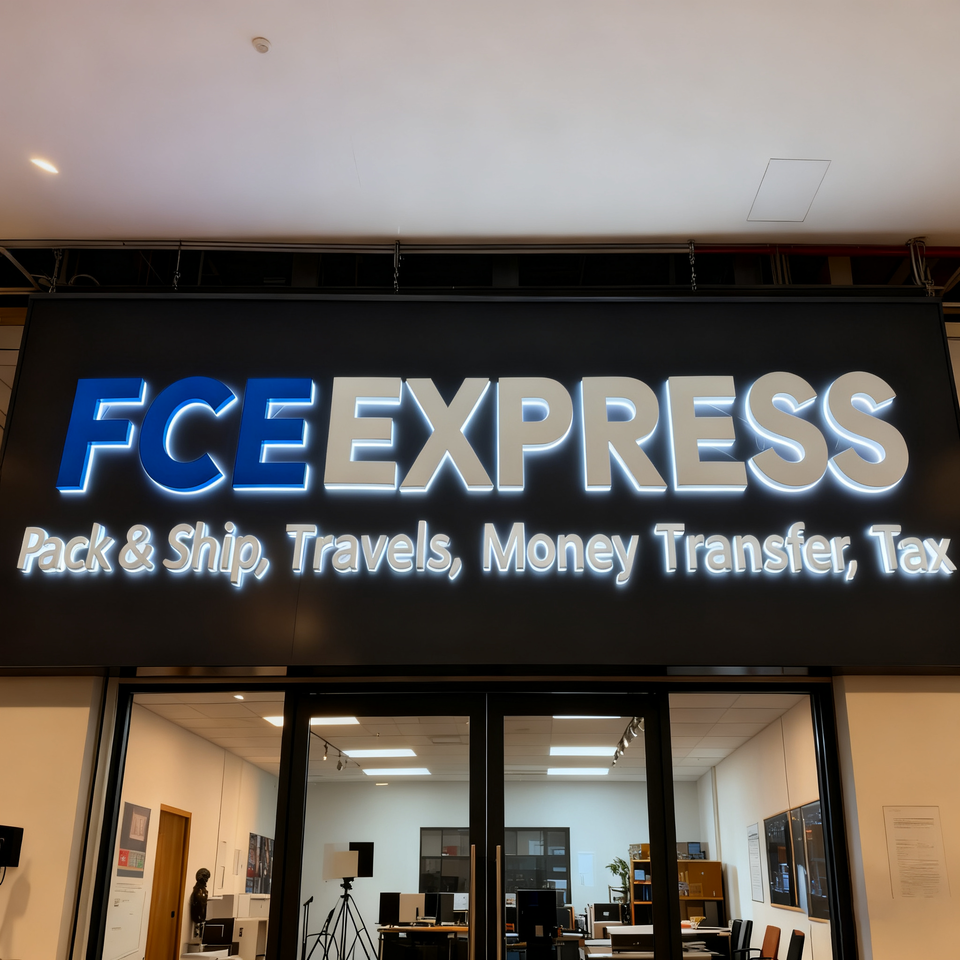 FCEEXPRESS
Pack & Ship, Travels, Money Transfer, Tax